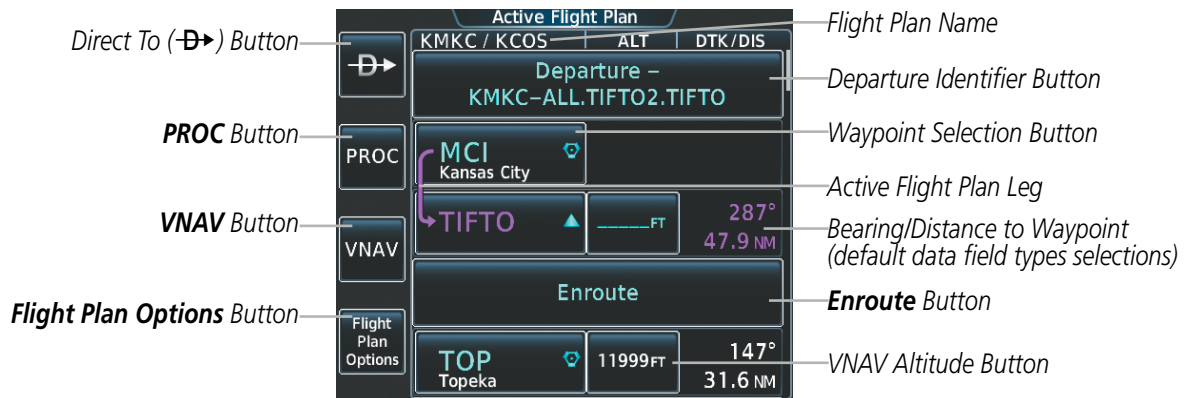 Active Flight Plan
Flight Plan Name
Direct To (D) Button
KMKC / KCOS ALT DTK/DIS
D
Departure –
KMKC–ALL.TIFTO2.TIFTO
Departure Identifier Button
PROC Button
PROC
MCI
Kansas City
Waypoint Selection Button
Active Flight Plan Leg
VNAV Button
VNAV
TIFTO _____FT 287°
47.9 NM
Bearing/Distance to Waypoint
(default data field types selections)
Enroute
Enroute Button
Flight Plan Options Button
Flight
Plan
Options
TOP 11999FT 147°
Topeka 31.6 NM
VNAV Altitude Button